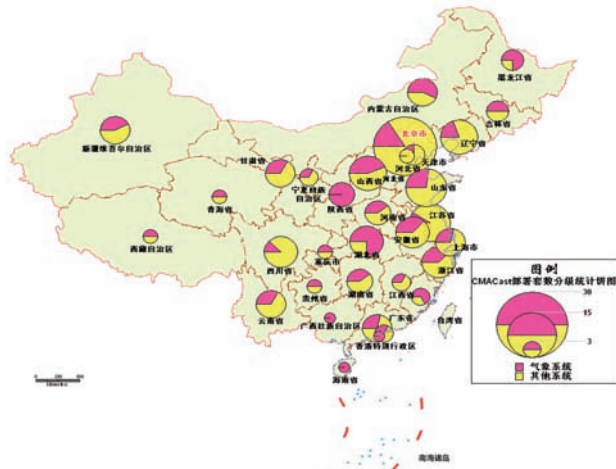 黑龙江省
内蒙古自治区
吉林省
新疆维吾尔自治区
北京市
辽宁省
天津市
甘肃省
河北省
宁夏回族
自治区
山西省
山东省
青海省
陕西省
河南省
江苏省
西藏自治区
安徽省
上海市
四川省
重庆市
湖北省
浙江省
贵州省
湖南省
江西省
云南省
广西壮族自治区
广东省
台湾省
香港特别行政区
海南省
南海诸岛
图例
CMACast部署套数分级统计饼图
30
15
3
气象系统
其他系统